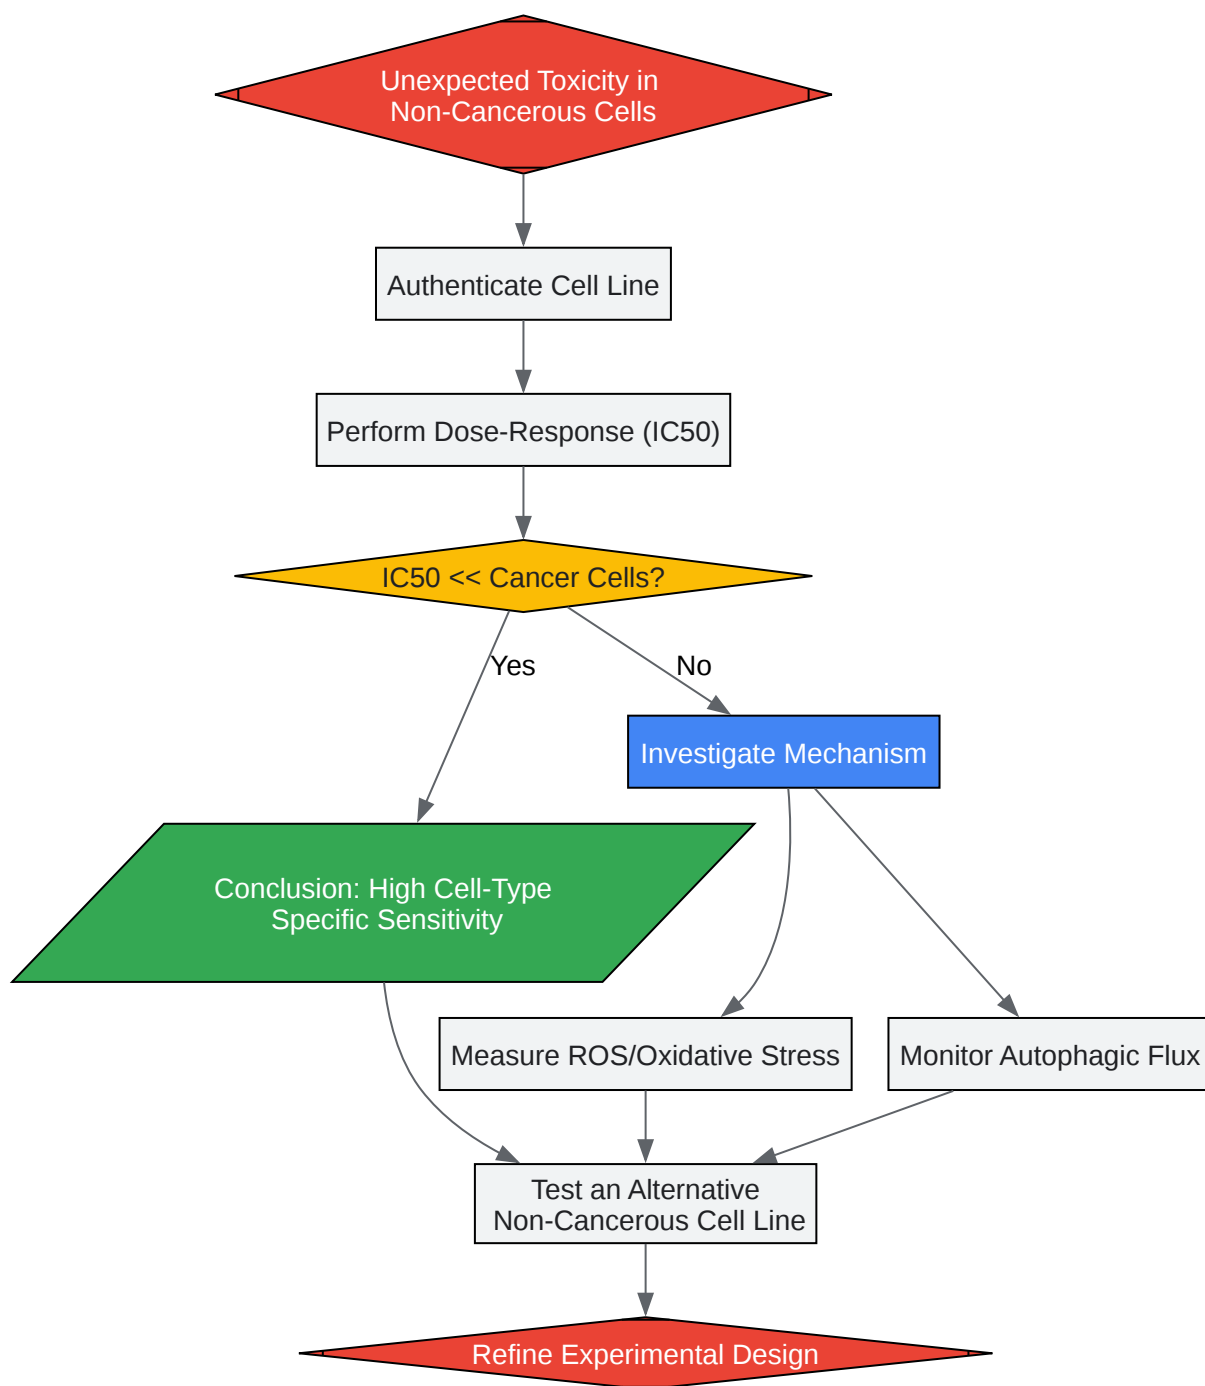 Unexpected Toxicity in
Non-Cancerous Cells
Authenticate Cell Line
Perform Dose-Response (IC50)
IC50 << Cancer Cells?
Yes
No
Investigate Mechanism
Conclusion: High Cell-Type
Specific Sensitivity
Measure ROS/Oxidative Stress
Monitor Autophagic Flux
Test an Alternative
Non-Cancerous Cell Line
Refine Experimental Design